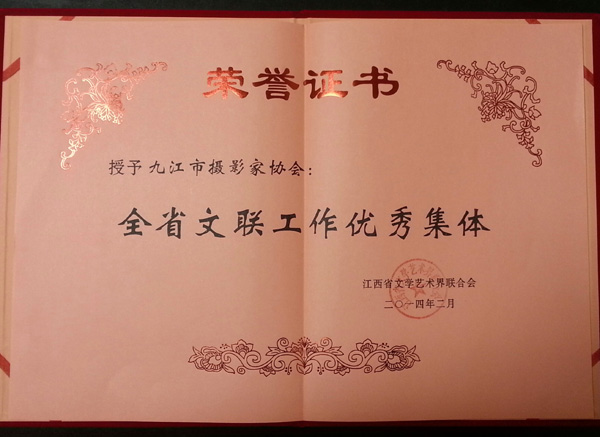 荣誉证书
授予九江市摄影家协会：
全省文联工作优秀集体
江西省文学艺术界联合会
二〇一四年二月